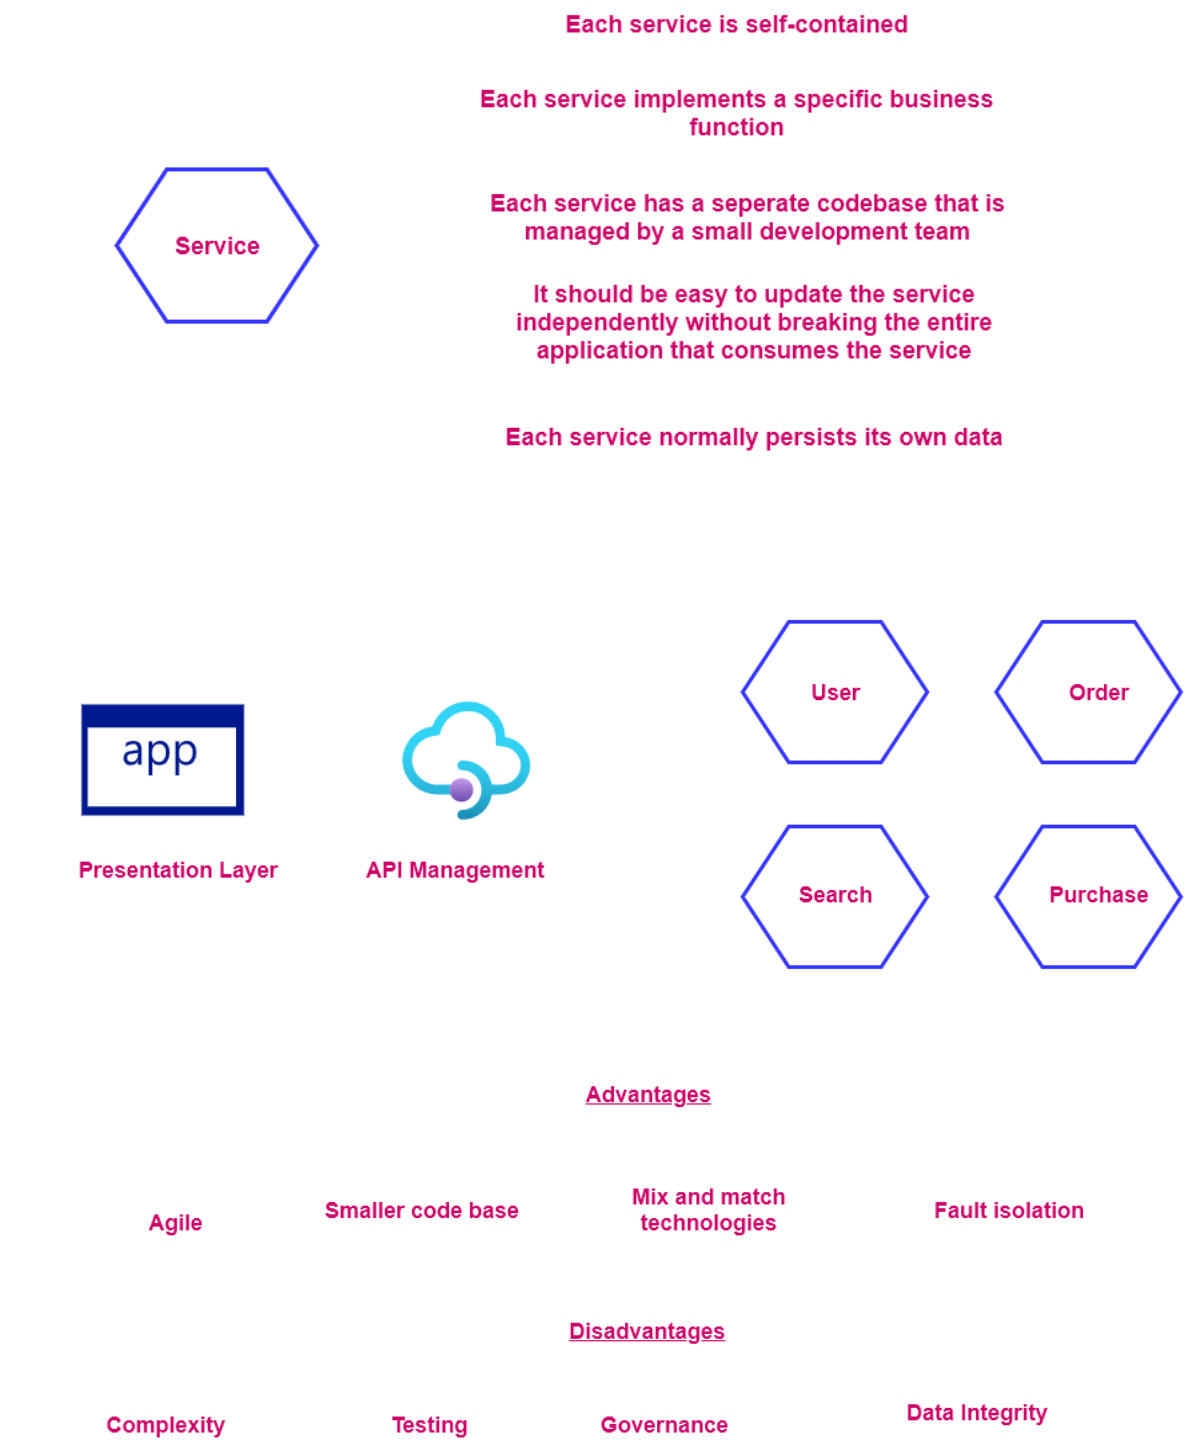 Each service is self-contained
Each service implements a specific business
function
Service
Each service has a seperate codebase that is
managed by a small development team
It should be easy to update the service
independently without breaking the entire
application that consumes the service
Each service normally persists its own data
User
Order
app
Presentation Layer
API Management
Search
Purchase
Advantages
Agile
Smaller code base
Mix and match
technologies
Fault isolation
Disadvantages
Complexity
Testing
Governance
Data Integrity